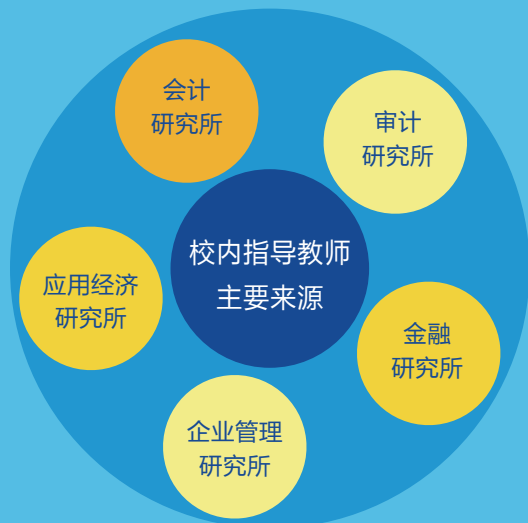 会计
研究所
审计
研究所
校内指导教师
主要来源
应用经济
研究所
金融
研究所
企业管理
研究所